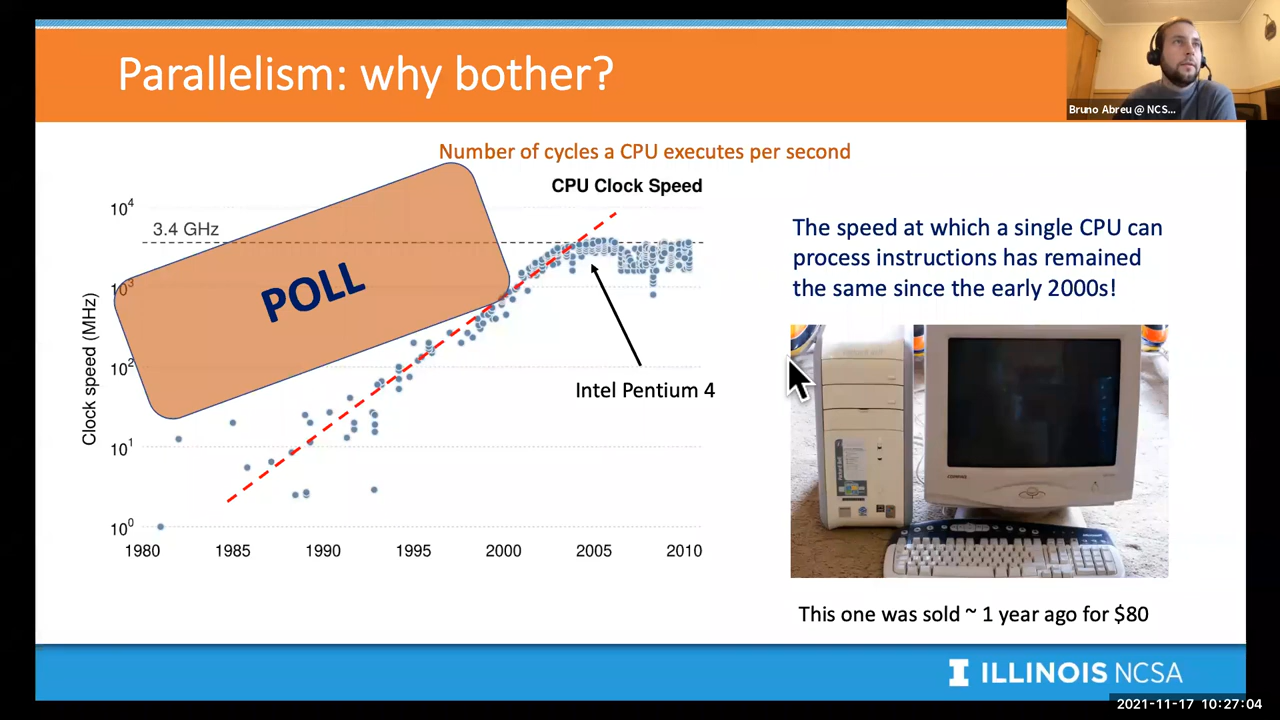 Parallelism: why bother?
Bruno Abreu @ NCS...
Number of cycles a CPU executes per second
CPU Clock Speed
10⁴
3.4 GHz
10³
10²
10¹
10⁰
Clock speed (MHz)
POLL
Intel Pentium 4
1980 1985 1990 1995 2000 2005 2010
The speed at which a single CPU can
process instructions has remained
the same since the early 2000s!
This one was sold ~ 1 year ago for $80
ILLINOIS NCSA
2021-11-17 10:27:04